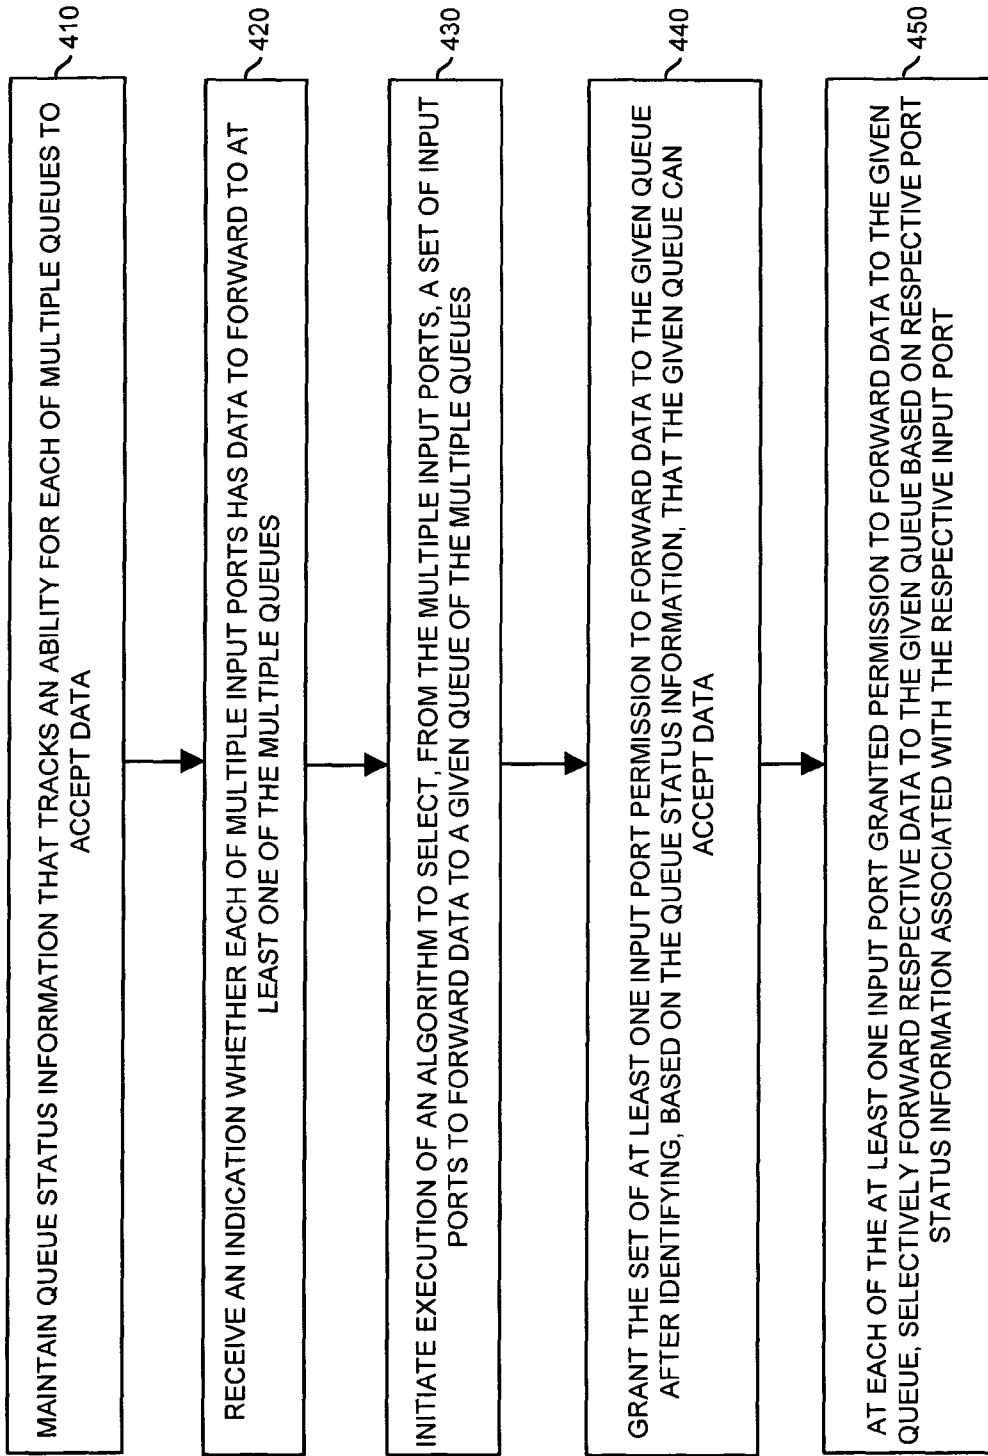 MAINTAIN QUEUE STATUS INFORMATION THAT TRACKS AN ABILITY FOR EACH OF MULTIPLE QUEUES TO
ACCEPT DATA
410
RECEIVE AN INDICATION WHETHER EACH OF MULTIPLE INPUT PORTS HAS DATA TO FORWARD TO AT
LEAST ONE OF THE MULTIPLE QUEUES
420
INITIATE EXECUTION OF AN ALGORITHM TO SELECT, FROM THE MULTIPLE INPUT PORTS, A SET OF INPUT
PORTS TO FORWARD DATA TO A GIVEN QUEUE OF THE MULTIPLE QUEUES
430
GRANT THE SET OF AT LEAST ONE INPUT PORT PERMISSION TO FORWARD DATA TO THE GIVEN QUEUE
AFTER IDENTIFYING, BASED ON THE QUEUE STATUS INFORMATION, THAT THE GIVEN QUEUE CAN
ACCEPT DATA
440
AT EACH OF THE AT LEAST ONE INPUT PORT GRANTED PERMISSION TO FORWARD DATA TO THE GIVEN
QUEUE, SELECTIVELY FORWARD RESPECTIVE DATA TO THE GIVEN QUEUE BASED ON RESPECTIVE PORT
STATUS INFORMATION ASSOCIATED WITH THE RESPECTIVE INPUT PORT
450